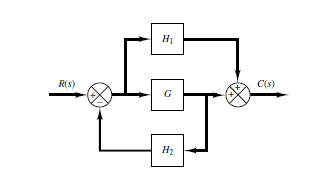 H₁
R(s) + − G + + C(s)
H₂